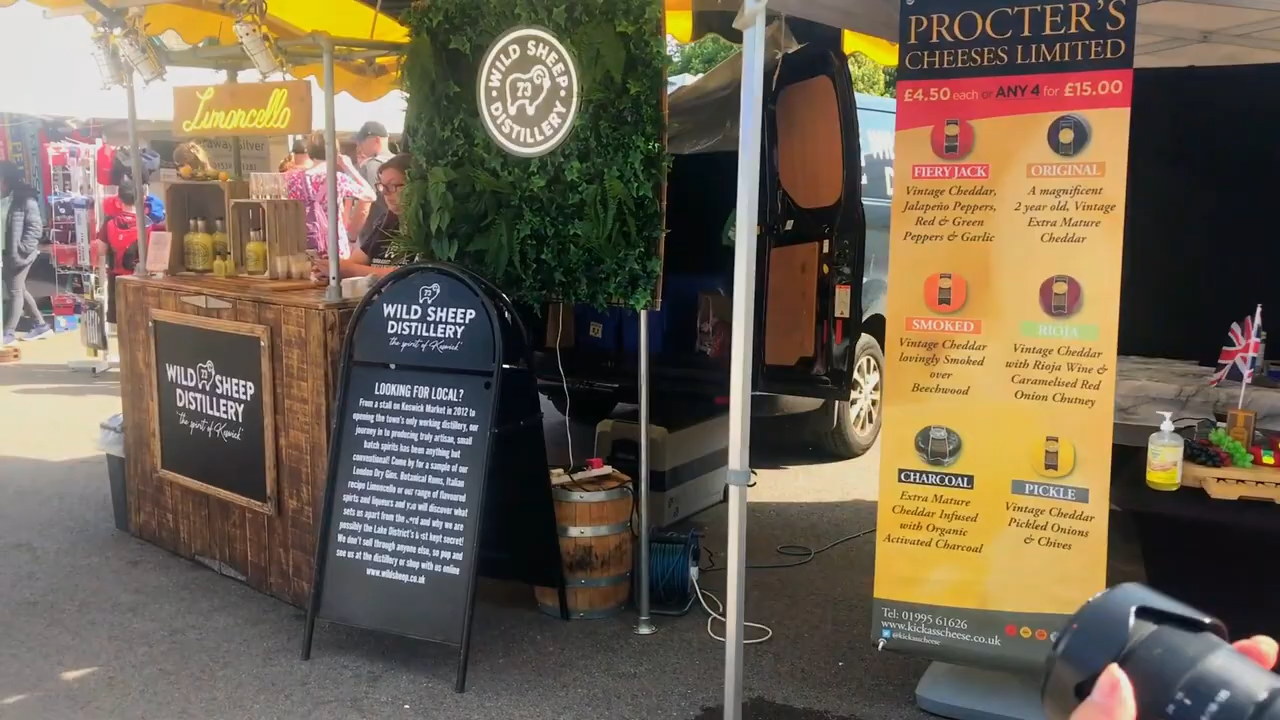 Limoncello
WILD SHEEP
73
DISTILLERY
WILD SHEEP
DISTILLERY
'the spirit of Keswick'
73
WILD SHEEP
DISTILLERY
'the spirit of Keswick'
LOOKING FOR LOCAL?
From a stall on Keswick Market in 2012 to
opening the town's only working distillery, our
journey in to producing truly artisan, small
batch spirits has been anything but
conventional! Come by for a sample of our
London Dry Gins, Botanical Rums, Italian
recipe Limoncello or our range of flavoured
spirits and liqueurs and you will discover what
sets us apart from the and why we are
possibly the Lake District's kept secret!
We don't sell through anyone else, so pop and
see us at the distillery or shop with us online
www.wildsheep.co.uk
PROCTER'S
CHEESES LIMITED
£4.50 each or ANY 4 for £15.00
FIERY JACK
Vintage Cheddar,
Jalapeño Peppers,
Red & Green
Peppers & Garlic
ORIGINAL
A magnificent
2 year old, Vintage
Extra Mature
Cheddar
SMOKED
Vintage Cheddar
lovingly Smoked
over
Beechwood
RIOJA
Vintage Cheddar
with Rioja Wine &
Caramelised Red
Onion Chutney
CHARCOAL
Extra Mature
Cheddar Infused
with Organic
Activated Charcoal
PICKLE
Vintage Cheddar
Pickled Onions
& Chives
Tel: 01995 61626
www.kickasscheese.co.uk
@kickasscheese